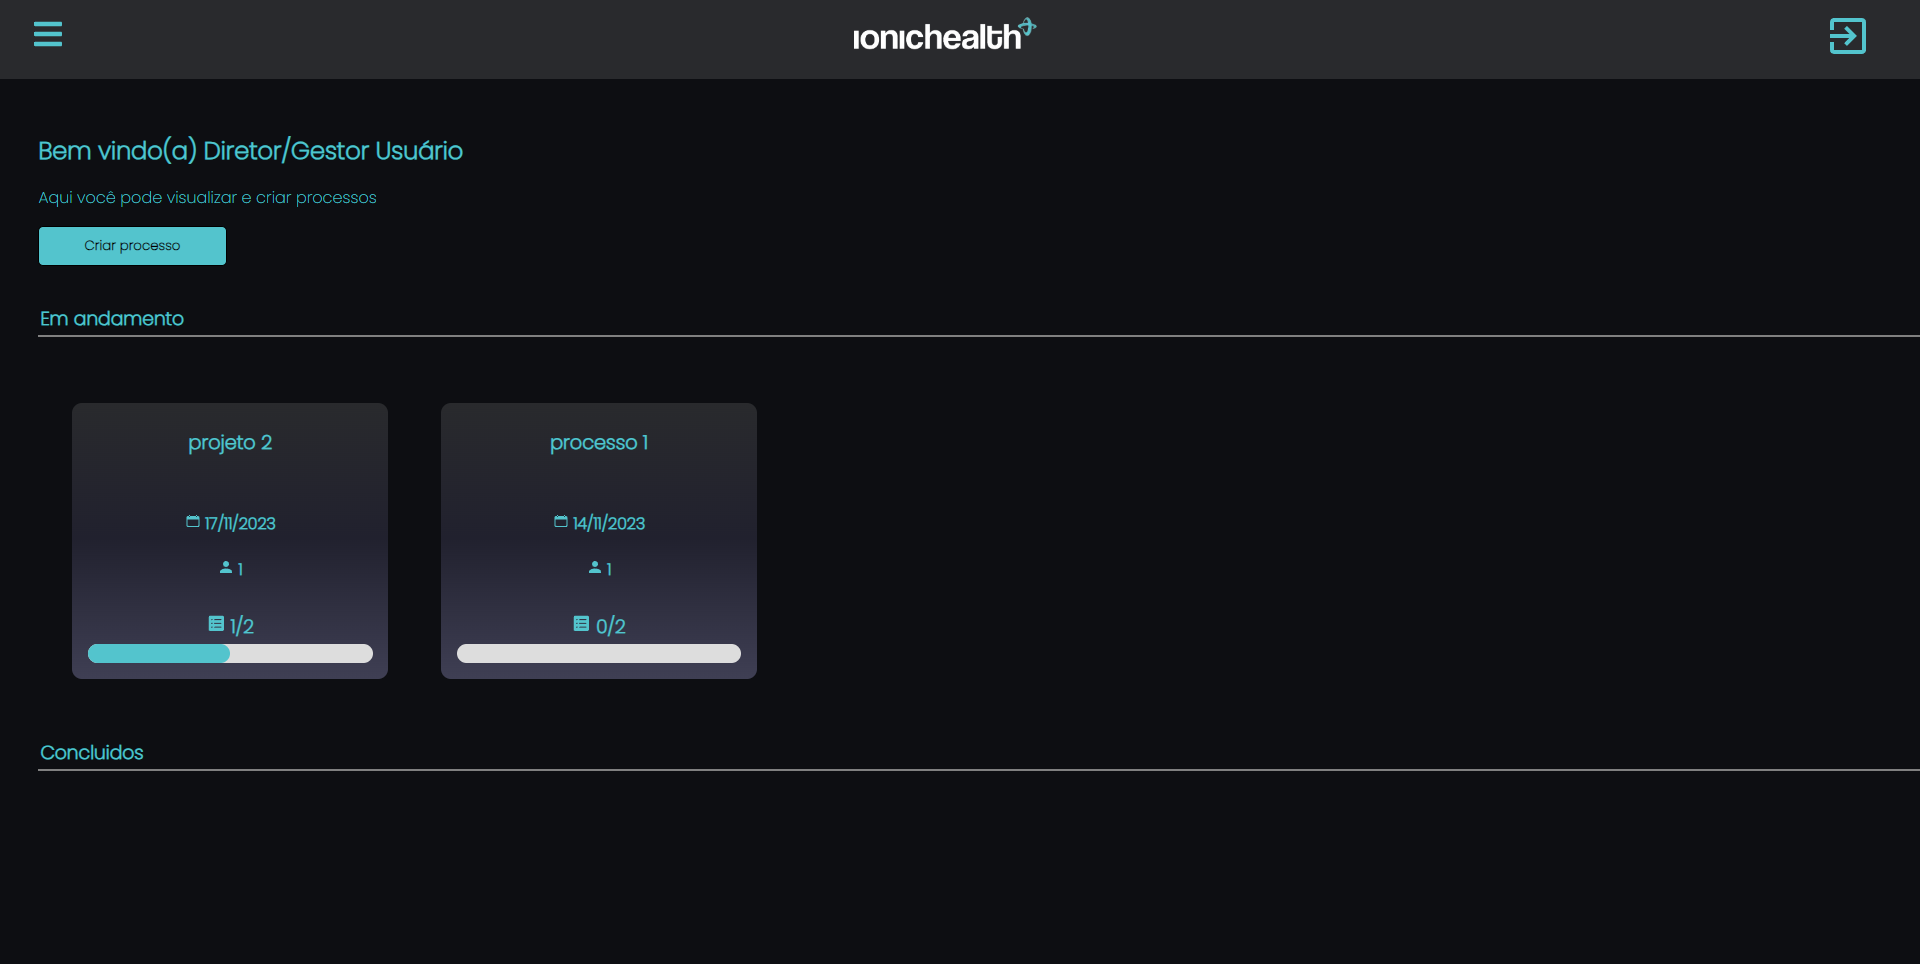 ionichealth
Bem vindo(a) Diretor/Gestor Usuário
Aqui você pode visualizar e criar processos
Criar processo
Em andamento
projeto 2
17/11/2023
1
1/2
processo 1
14/11/2023
1
0/2
Concluidos